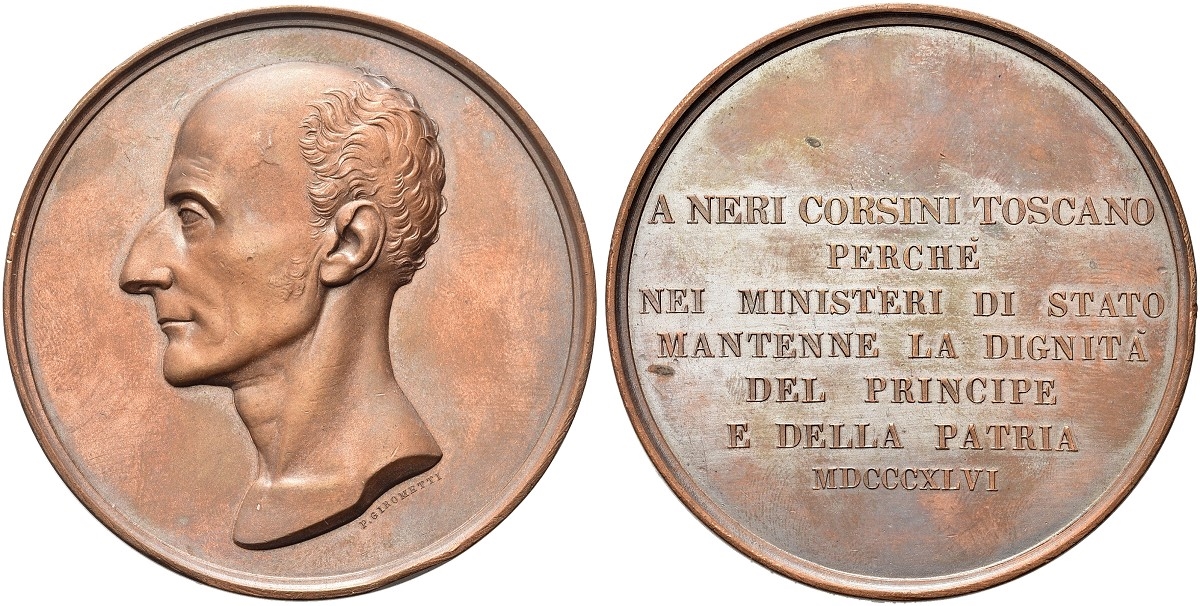 P. GIROMETTI
A NERI CORSINI TOSCANO
PERCHÈ
NEI MINISTERI DI STATO
MANTENNE LA DIGNITÀ
DEL PRINCIPE
E DELLA PATRIA
MDCCCXLVI